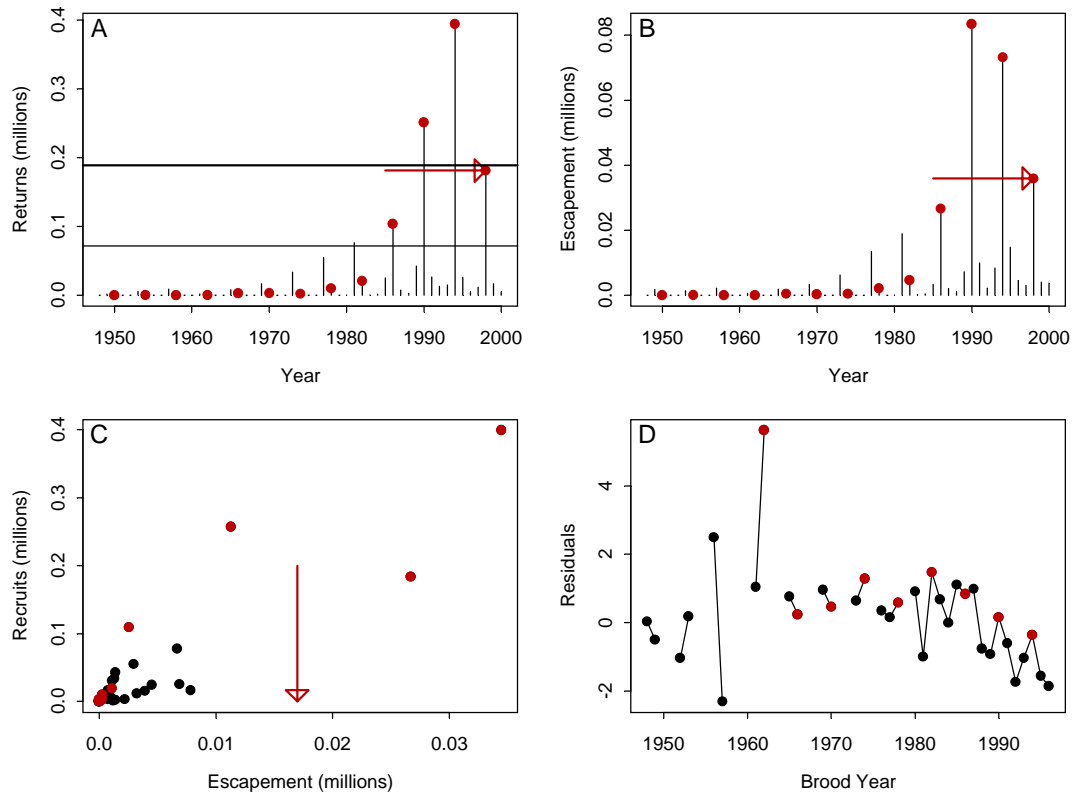 A
Returns (millions)
0.0 0.1 0.2 0.3 0.4
1950 1960 1970 1980 1990 2000
Year
B
Escapement (millions)
0.0 0.02 0.04 0.06 0.08
1950 1960 1970 1980 1990 2000
Year
C
Recruits (millions)
0.0 0.1 0.2 0.3 0.4
0.0 0.01 0.02 0.03
Escapement (millions)
D
Residuals
-2 0 2 4
1950 1960 1970 1980 1990
Brood Year